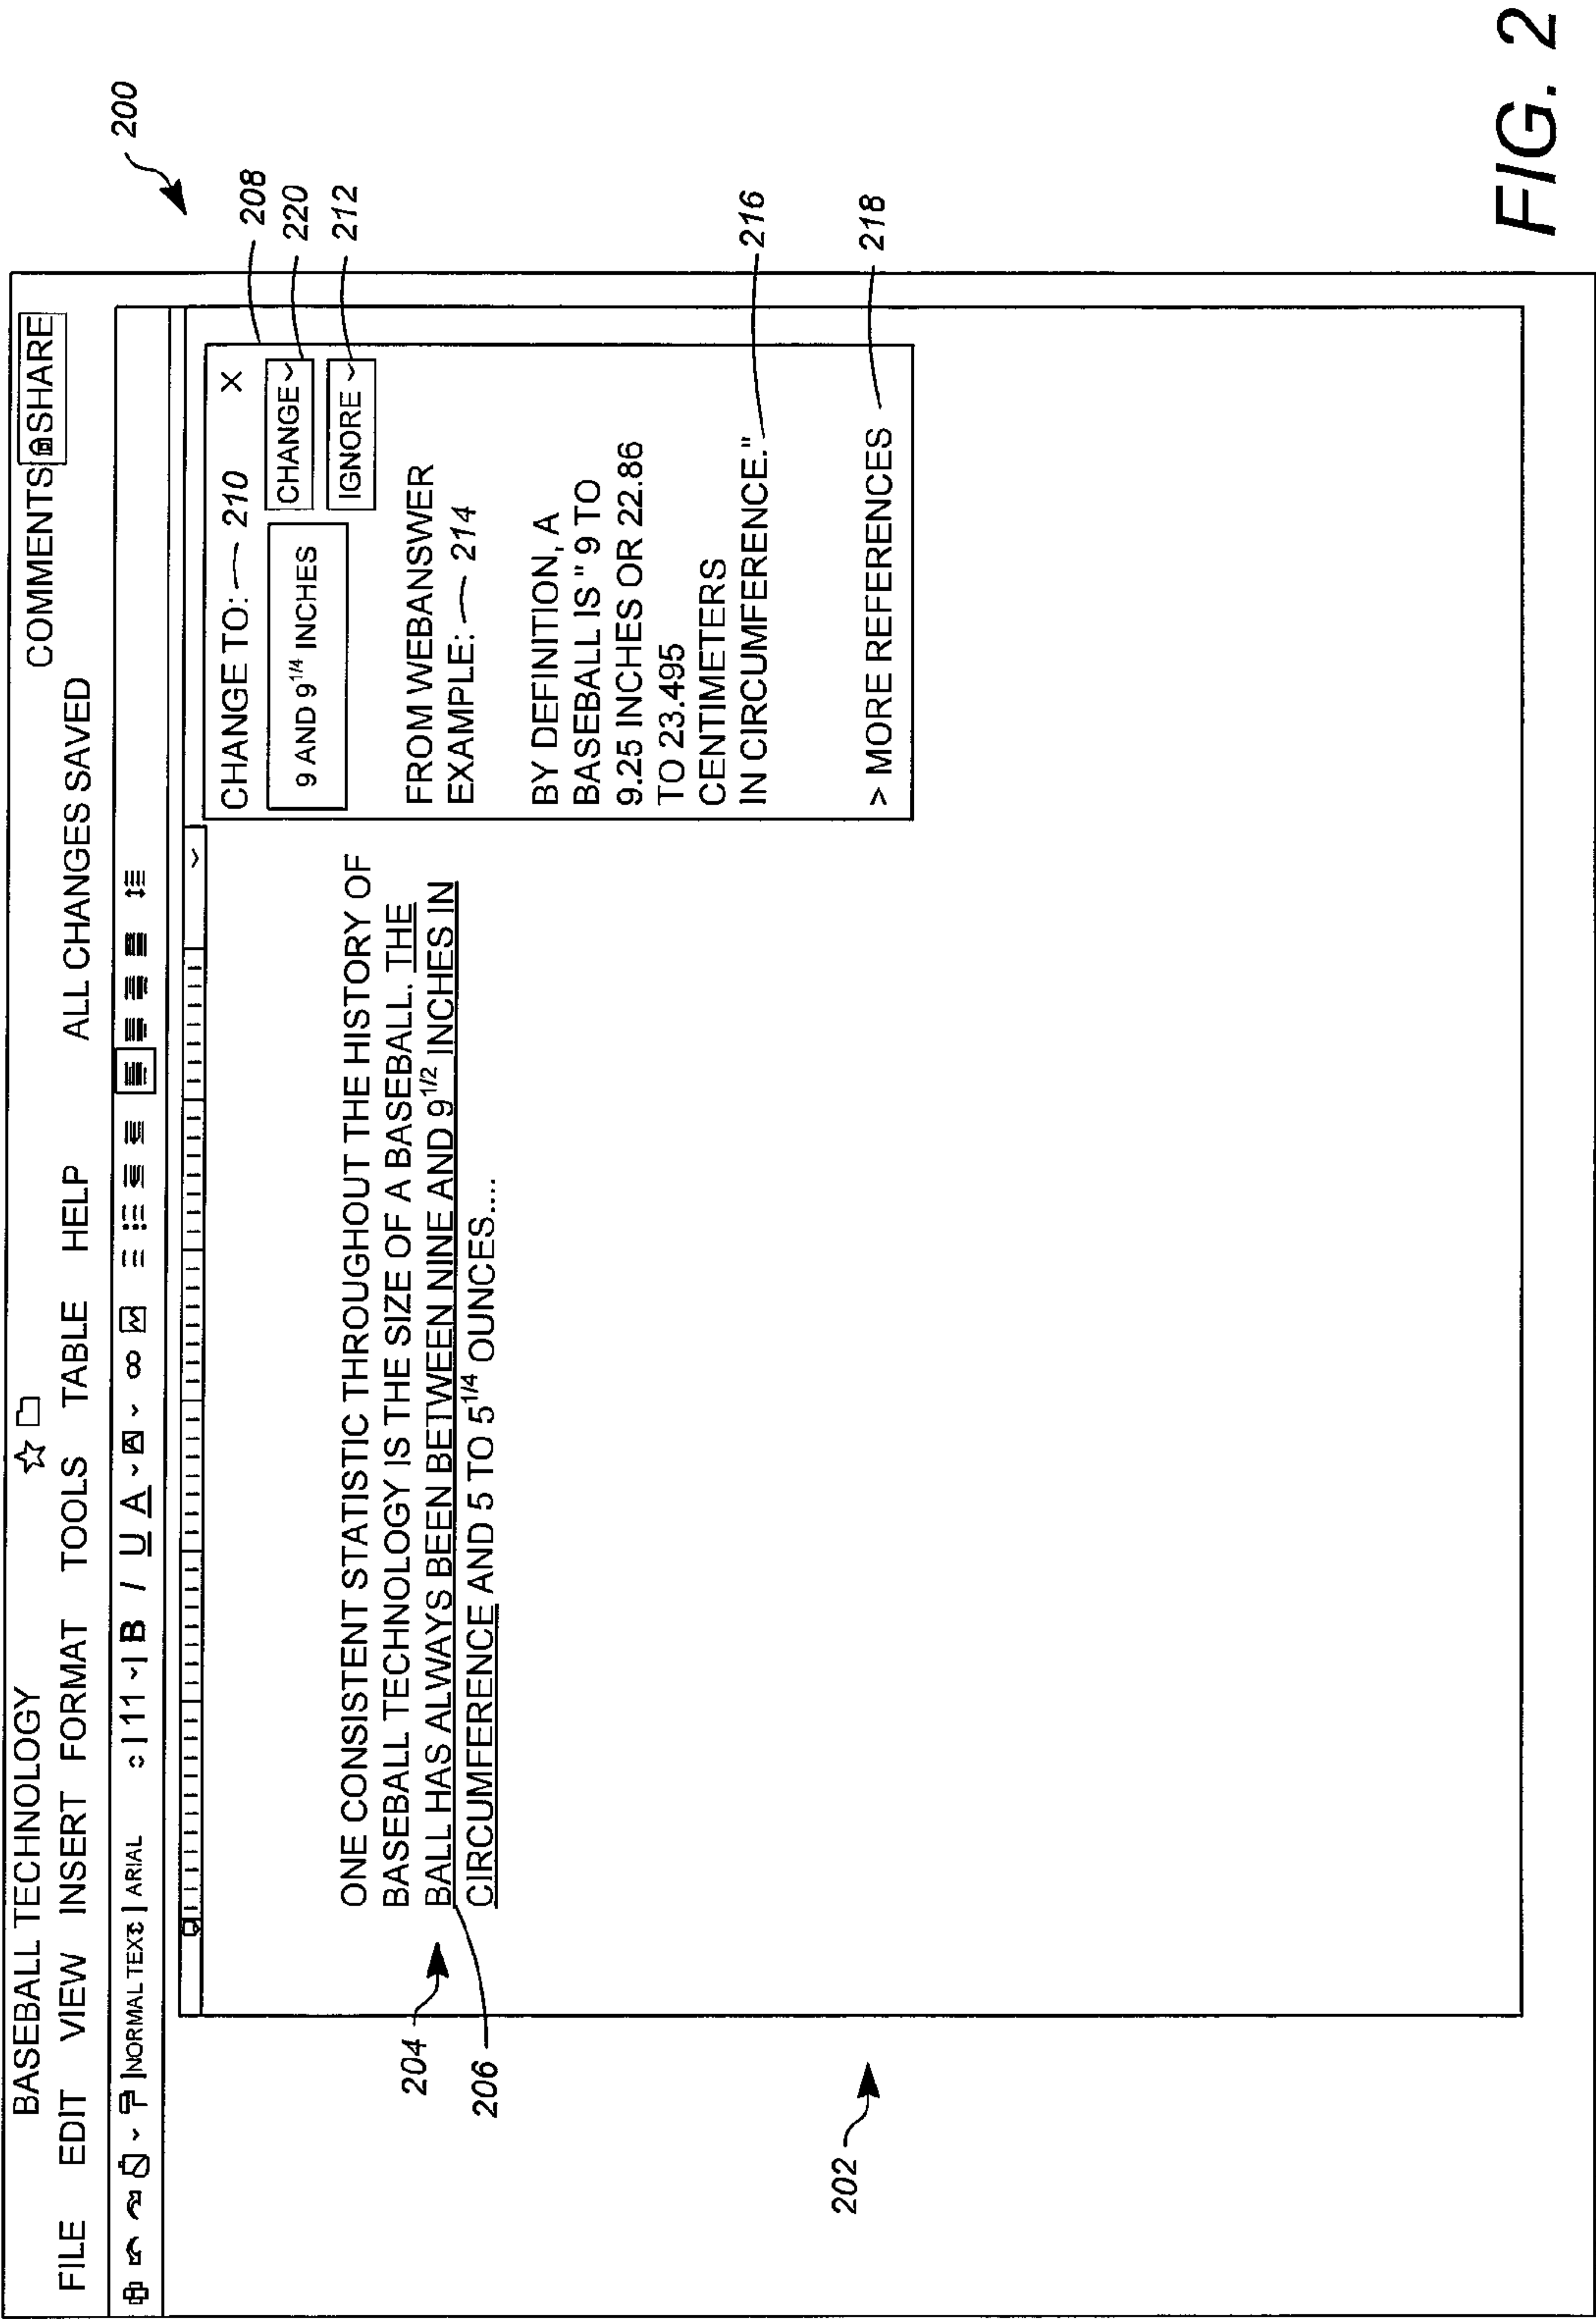 BASEBALL TECHNOLOGY
COMMENTS SHARE
FILE EDIT VIEW INSERT FORMAT TOOLS TABLE HELP ALL CHANGES SAVED
NORMAL TEXT | ARIAL | 11 | B I U A
200
CHANGE TO: 210 X
208
9 AND 9^1/4 INCHES
CHANGE
220
IGNORE
212
FROM WEBANSWER
EXAMPLE: 214
BY DEFINITION, A
BASEBALL IS " 9 TO
9.25 INCHES OR 22.86
TO 23.495
CENTIMETERS
IN CIRCUMFERENCE."
216
> MORE REFERENCES
218
ONE CONSISTENT STATISTIC THROUGHOUT THE HISTORY OF
BASEBALL TECHNOLOGY IS THE SIZE OF A BASEBALL. THE
BALL HAS ALWAYS BEEN BETWEEN NINE AND 9^1/2 INCHES IN
CIRCUMFERENCE AND 5 TO 5^1/4 OUNCES....
204
206
202
FIG. 2